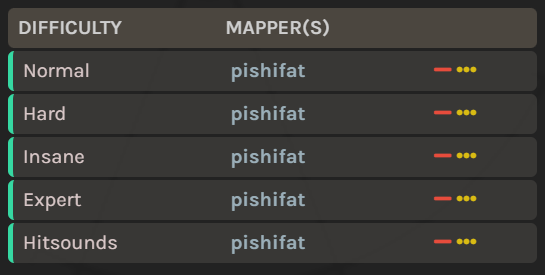 DIFFICULTY MAPPER(S)
Normal pishifat
Hard pishifat
Insane pishifat
Expert pishifat
Hitsounds pishifat